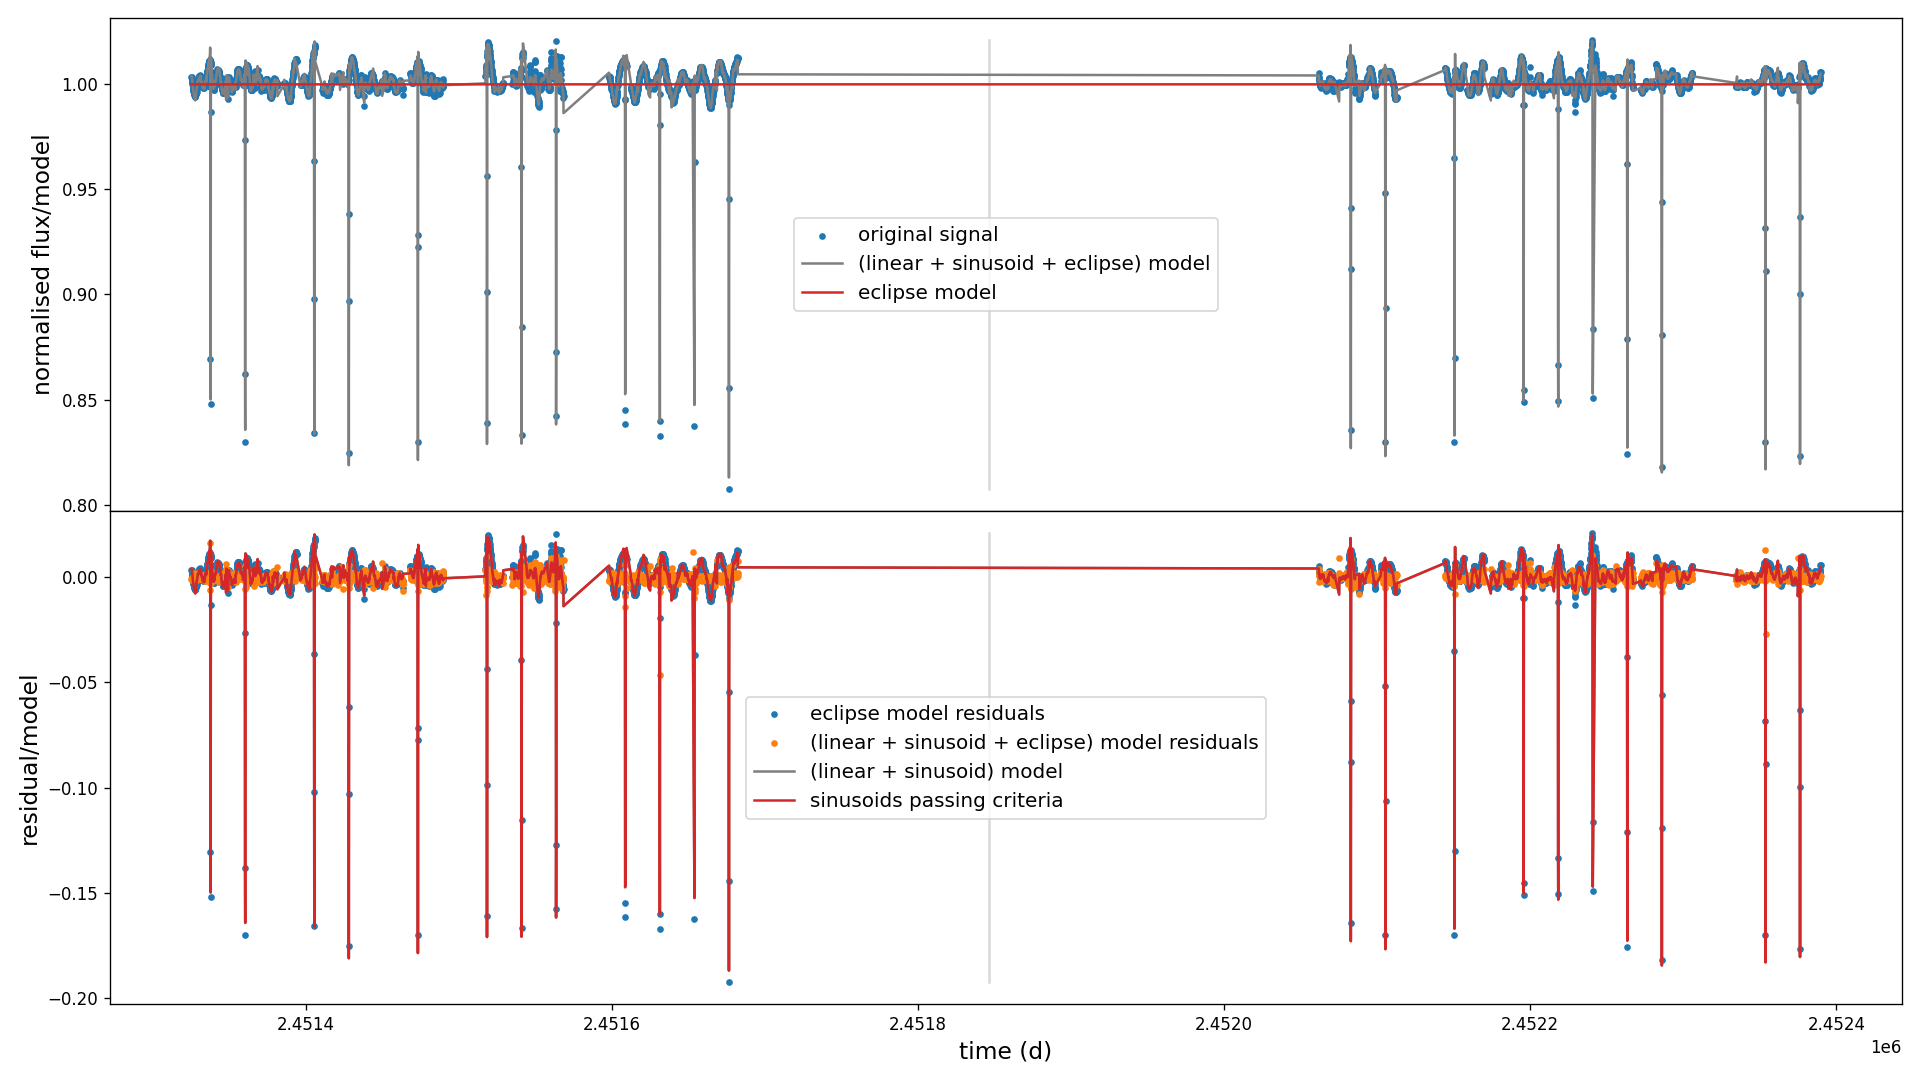 normalised flux/model
1.00
0.95
0.90
0.85
0.80
original signal
(linear + sinusoid + eclipse) model
eclipse model
residual/model
0.00
−0.05
−0.10
−0.15
−0.20
eclipse model residuals
(linear + sinusoid + eclipse) model residuals
(linear + sinusoid) model
sinusoids passing criteria
2.4514 2.4516 2.4518 2.4520 2.4522 2.4524
1e6
time (d)